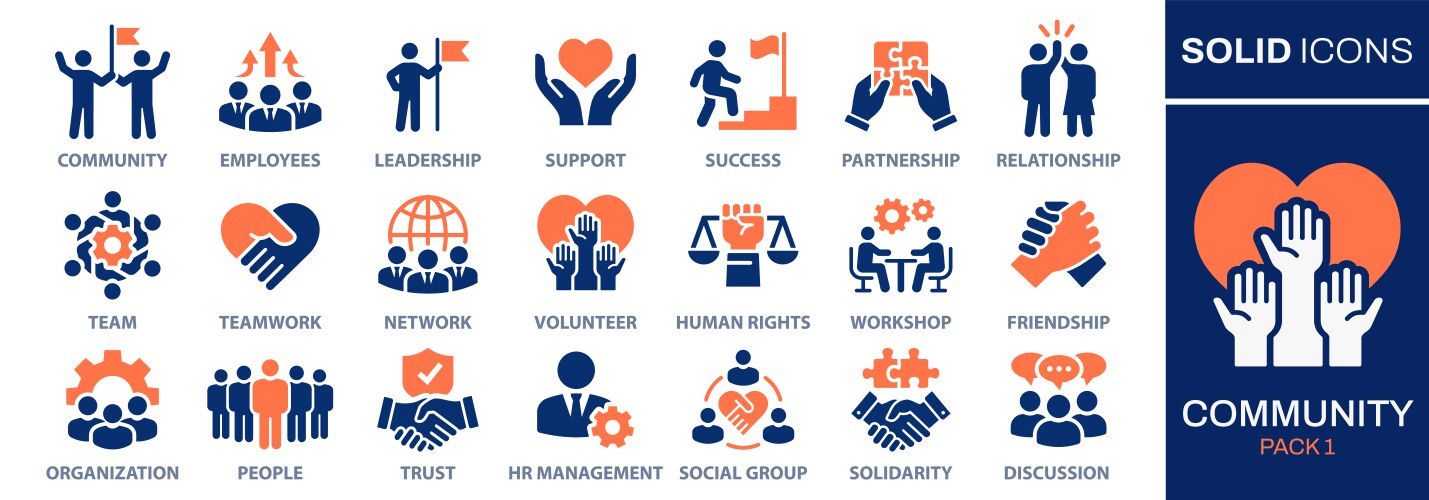 COMMUNITY EMPLOYEES LEADERSHIP SUPPORT SUCCESS PARTNERSHIP RELATIONSHIP
TEAM TEAMWORK NETWORK VOLUNTEER HUMAN RIGHTS WORKSHOP FRIENDSHIP
ORGANIZATION PEOPLE TRUST HR MANAGEMENT SOCIAL GROUP SOLIDARITY DISCUSSION
SOLID ICONS
COMMUNITY
PACK 1